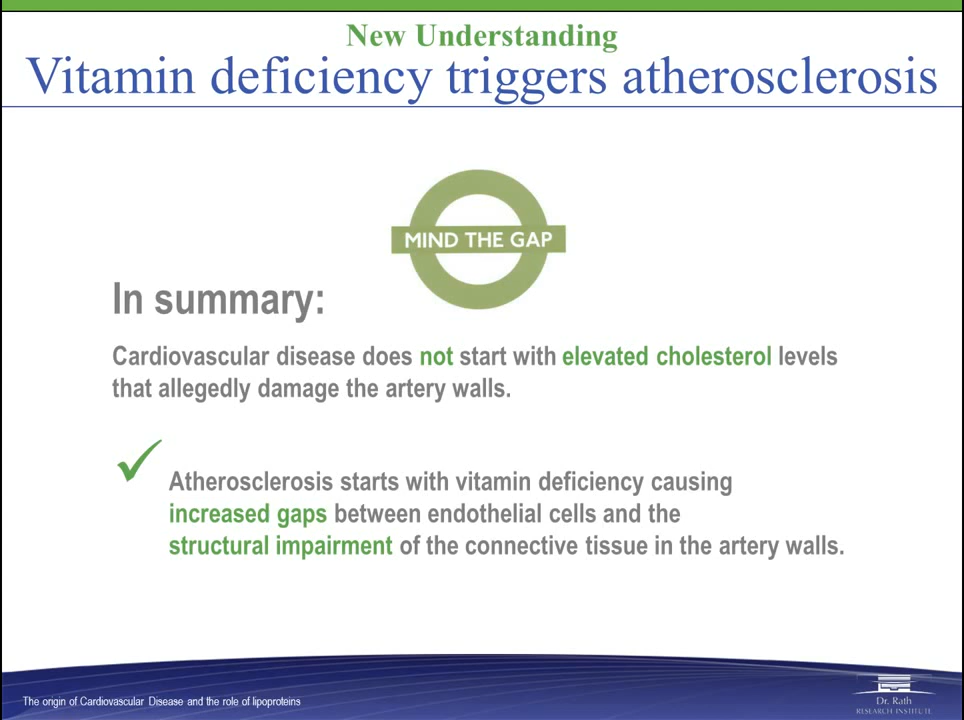 New Understanding
Vitamin deficiency triggers atherosclerosis
MIND THE GAP
In summary:
Cardiovascular disease does not start with elevated cholesterol levels
that allegedly damage the artery walls.
Atherosclerosis starts with vitamin deficiency causing
increased gaps between endothelial cells and the
structural impairment of the connective tissue in the artery walls.
The origin of Cardiovascular Disease and the role of lipoproteins
Dr. Rath
RESEARCH INSTITUTE